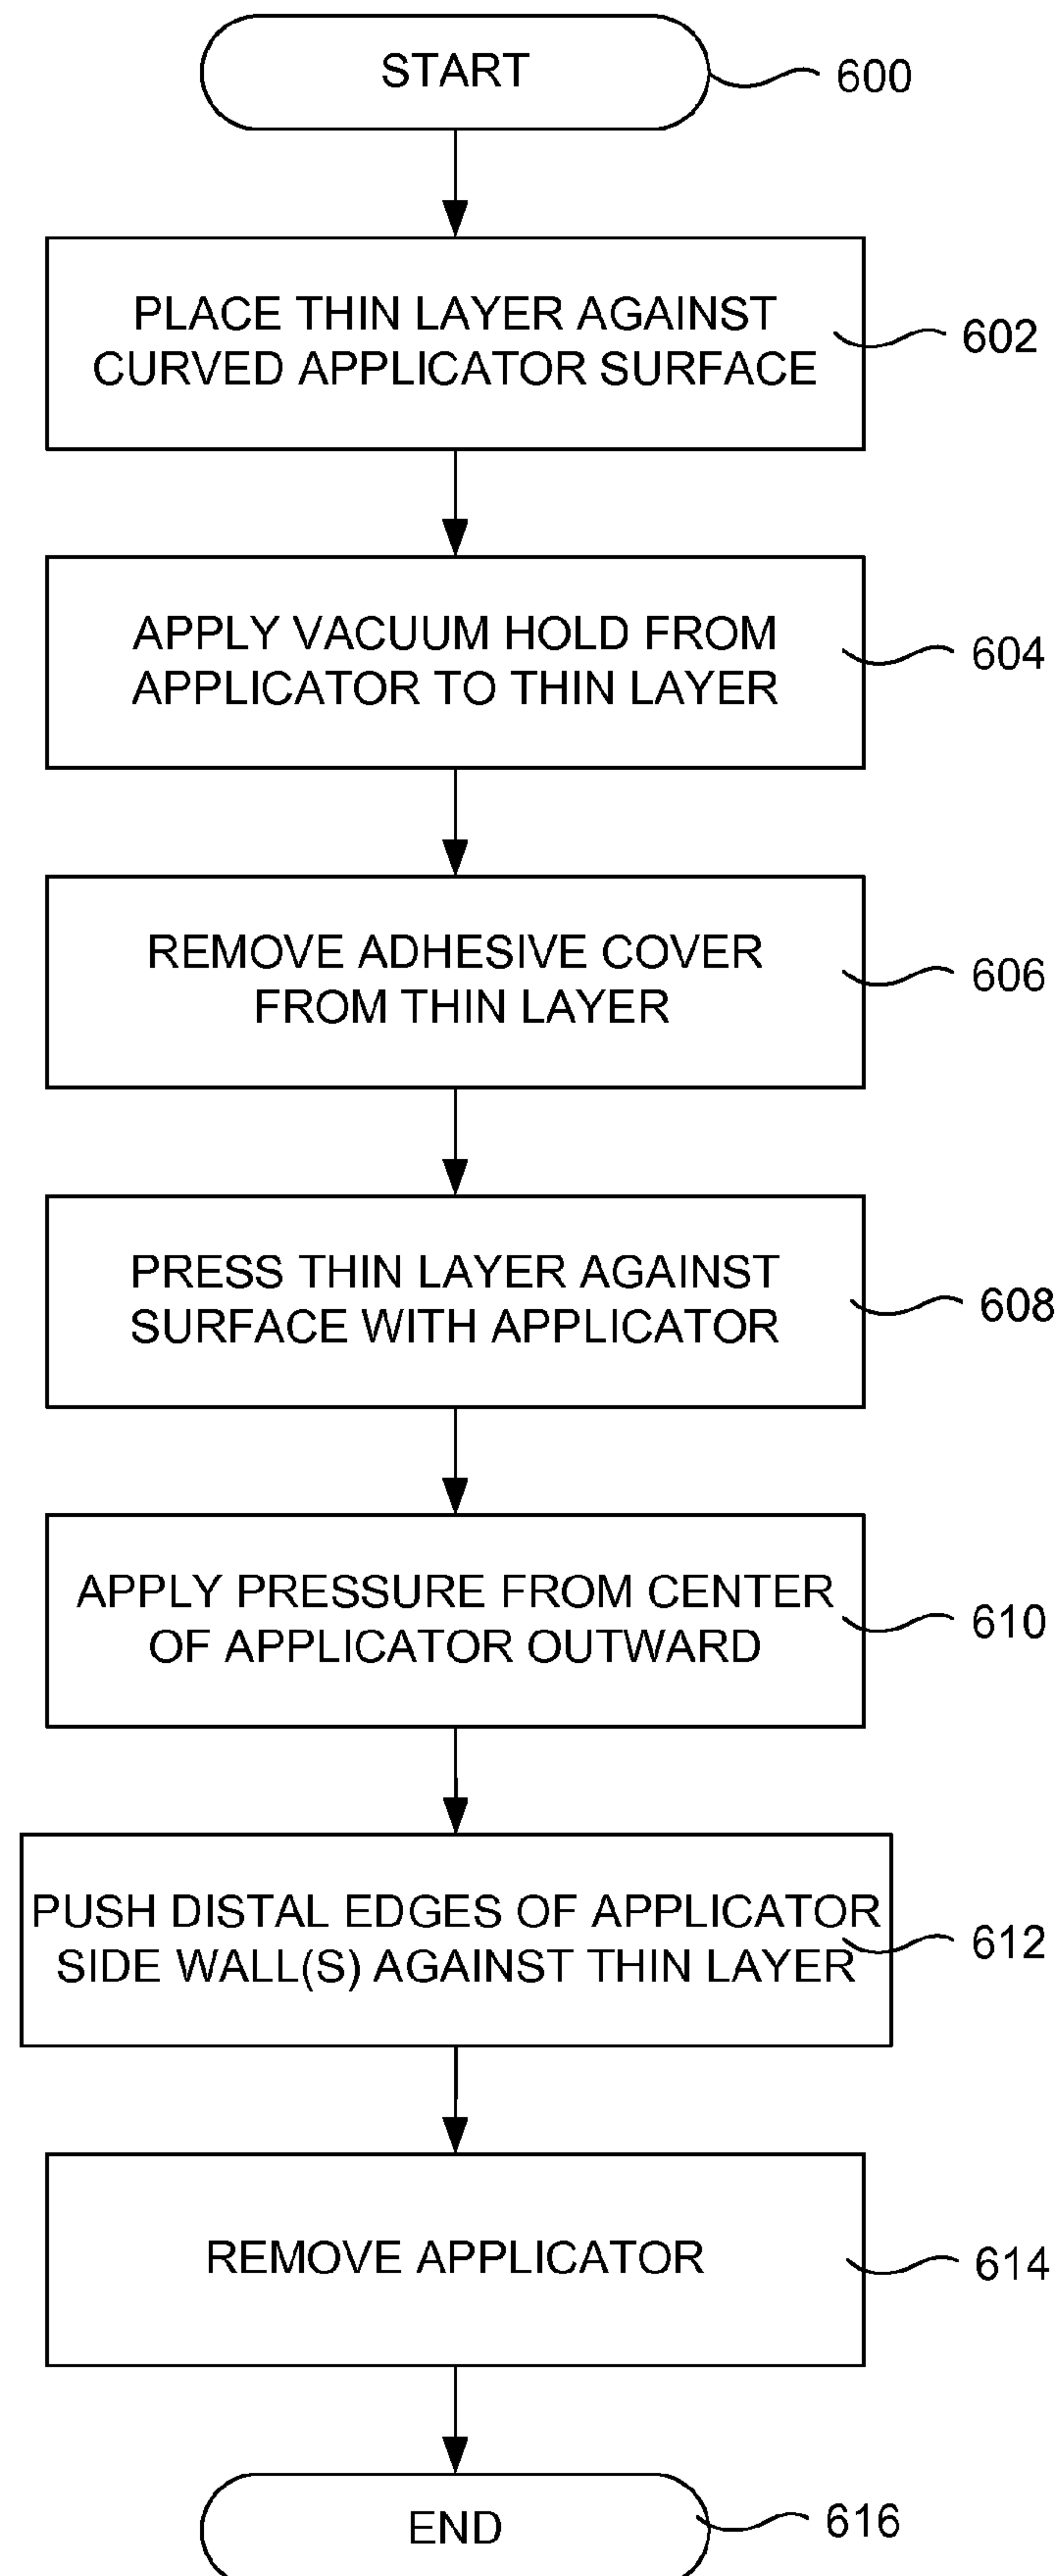 START
600
PLACE THIN LAYER AGAINST
CURVED APPLICATOR SURFACE
602
APPLY VACUUM HOLD FROM
APPLICATOR TO THIN LAYER
604
REMOVE ADHESIVE COVER
FROM THIN LAYER
606
PRESS THIN LAYER AGAINST
SURFACE WITH APPLICATOR
608
APPLY PRESSURE FROM CENTER
OF APPLICATOR OUTWARD
610
PUSH DISTAL EDGES OF APPLICATOR
SIDE WALL(S) AGAINST THIN LAYER
612
REMOVE APPLICATOR
614
END
616